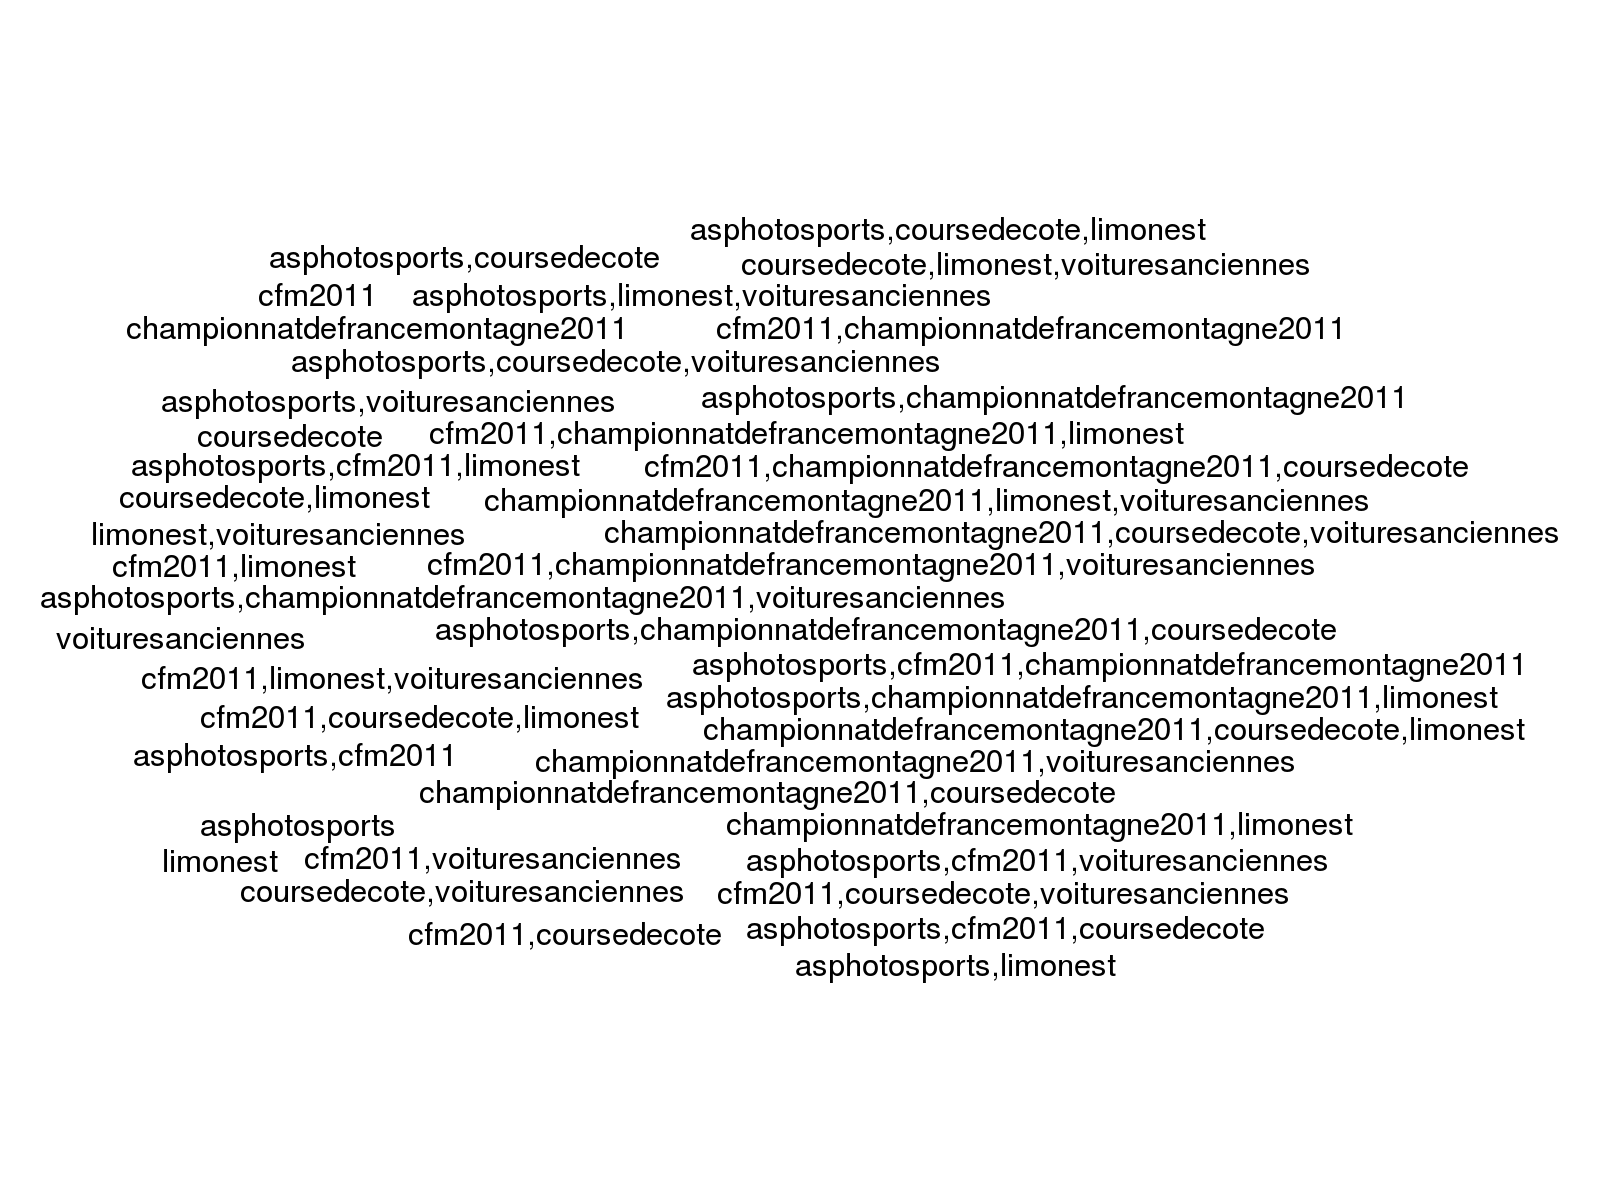 asphotosports,coursedecote,limonest
asphotosports,coursedecote
coursedecote,limonest,voituresanciennes
cfm2011 asphotosports,limonest,voituresanciennes
championnatdefrancemontagne2011 cfm2011,championnatdefrancemontagne2011
asphotosports,coursedecote,voituresanciennes
asphotosports,voituresanciennes asphotosports,championnatdefrancemontagne2011
coursedecote cfm2011,championnatdefrancemontagne2011,limonest
asphotosports,cfm2011,limonest cfm2011,championnatdefrancemontagne2011,coursedecote
coursedecote,limonest championnatdefrancemontagne2011,limonest,voituresanciennes
limonest,voituresanciennes championnatdefrancemontagne2011,coursedecote,voituresanciennes
cfm2011,limonest cfm2011,championnatdefrancemontagne2011,voituresanciennes
asphotosports,championnatdefrancemontagne2011,voituresanciennes
voituresanciennes asphotosports,championnatdefrancemontagne2011,coursedecote
asphotosports,cfm2011,championnatdefrancemontagne2011
cfm2011,limonest,voituresanciennes
asphotosports,championnatdefrancemontagne2011,limonest
cfm2011,coursedecote,limonest
championnatdefrancemontagne2011,coursedecote,limonest
asphotosports,cfm2011 championnatdefrancemontagne2011,voituresanciennes
championnatdefrancemontagne2011,coursedecote
asphotosports championnatdefrancemontagne2011,limonest
limonest cfm2011,voituresanciennes asphotosports,cfm2011,voituresanciennes
coursedecote,voituresanciennes cfm2011,coursedecote,voituresanciennes
cfm2011,coursedecote asphotosports,cfm2011,coursedecote
asphotosports,limonest